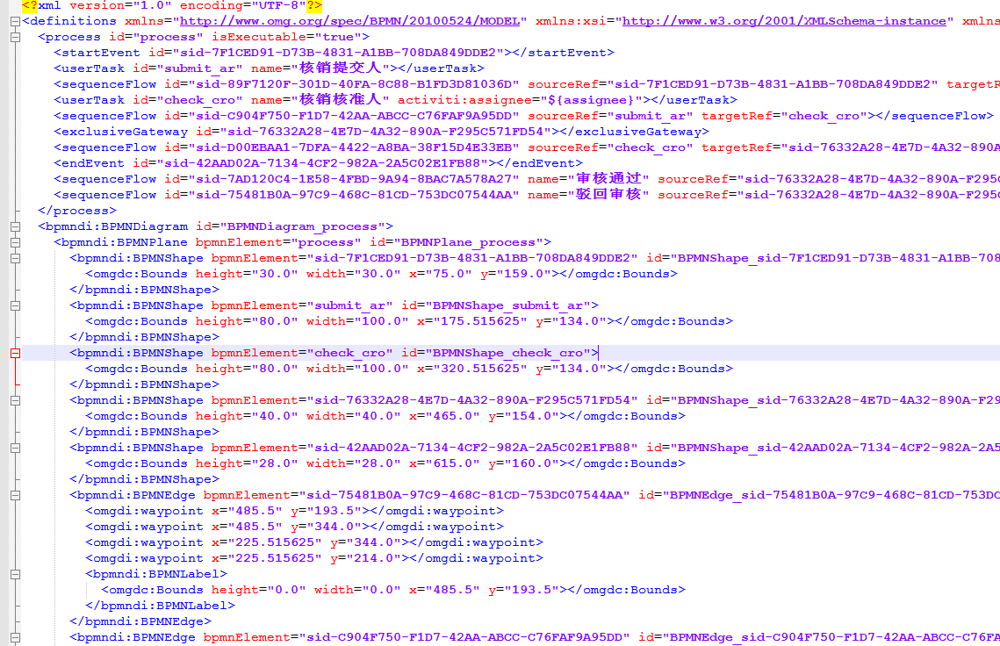 <?xml version="1.0" encoding="UTF-8"?>
<definitions xmlns="http://www.omg.org/spec/BPMN/20100524/MODEL" xmlns:xsi="http://www.w3.org/2001/XMLSchema-instance" xmlns
<process id="process" isExecutable="true">
<startEvent id="sid-7F1CED91-D73B-4831-A1BB-708DA849DDE2"></startEvent>
<userTask id="submit_ar" name="核销提交人"></userTask>
<sequenceFlow id="sid-89F7120F-301D-40FA-8C88-B1FD3D81036D" sourceRef="sid-7F1CED91-D73B-4831-A1BB-708DA849DDE2" targetR
<userTask id="check_cro" name="核销核准人" activiti:assignee="${assignee}"></userTask>
<sequenceFlow id="sid-C904F750-F1D7-42AA-ABCC-C76FAF9A95DD" sourceRef="submit_ar" targetRef="check_cro"></sequenceFlow>
<exclusiveGateway id="sid-76332A28-4E7D-4A32-890A-F295C571FD54"></exclusiveGateway>
<sequenceFlow id="sid-D00EBAA1-7DFA-4422-A8BA-38F15D4E33EB" sourceRef="check_cro" targetRef="sid-76332A28-4E7D-4A32-890A
<endEvent id="sid-42AAD02A-7134-4CF2-982A-2A5C02E1FB88"></endEvent>
<sequenceFlow id="sid-7AD120C4-1E58-4FBD-9A94-8BAC7A578A27" name="审核通过" sourceRef="sid-76332A28-4E7D-4A32-890A-F295C
<sequenceFlow id="sid-75481B0A-97C9-468C-81CD-753DC07544AA" name="驳回审核" sourceRef="sid-76332A28-4E7D-4A32-890A-F295C
</process>
<bpmndi:BPMNDiagram id="BPMNDiagram_process">
<bpmndi:BPMNPlane bpmnElement="process" id="BPMNPlane_process">
<bpmndi:BPMNShape bpmnElement="sid-7F1CED91-D73B-4831-A1BB-708DA849DDE2" id="BPMNShape_sid-7F1CED91-D73B-4831-A1BB-708
<omgdc:Bounds height="30.0" width="30.0" x="75.0" y="159.0"></omgdc:Bounds>
</bpmndi:BPMNShape>
<bpmndi:BPMNShape bpmnElement="submit_ar" id="BPMNShape_submit_ar">
<omgdc:Bounds height="80.0" width="100.0" x="175.515625" y="134.0"></omgdc:Bounds>
</bpmndi:BPMNShape>
<bpmndi:BPMNShape bpmnElement="check_cro" id="BPMNShape_check_cro">
<omgdc:Bounds height="80.0" width="100.0" x="320.515625" y="134.0"></omgdc:Bounds>
</bpmndi:BPMNShape>
<bpmndi:BPMNShape bpmnElement="sid-76332A28-4E7D-4A32-890A-F295C571FD54" id="BPMNShape_sid-76332A28-4E7D-4A32-890A-F29
<omgdc:Bounds height="40.0" width="40.0" x="465.0" y="154.0"></omgdc:Bounds>
</bpmndi:BPMNShape>
<bpmndi:BPMNShape bpmnElement="sid-42AAD02A-7134-4CF2-982A-2A5C02E1FB88" id="BPMNShape_sid-42AAD02A-7134-4CF2-982A-2A5
<omgdc:Bounds height="28.0" width="28.0" x="615.0" y="160.0"></omgdc:Bounds>
</bpmndi:BPMNShape>
<bpmndi:BPMNEdge bpmnElement="sid-75481B0A-97C9-468C-81CD-753DC07544AA" id="BPMNEdge_sid-75481B0A-97C9-468C-81CD-753DC
<omgdi:waypoint x="485.5" y="193.5"></omgdi:waypoint>
<omgdi:waypoint x="485.5" y="344.0"></omgdi:waypoint>
<omgdi:waypoint x="225.515625" y="344.0"></omgdi:waypoint>
<omgdi:waypoint x="225.515625" y="214.0"></omgdi:waypoint>
<bpmndi:BPMNLabel>
<omgdc:Bounds height="0.0" width="0.0" x="485.5" y="193.5"></omgdc:Bounds>
</bpmndi:BPMNLabel>
</bpmndi:BPMNEdge>
<bpmndi:BPMNEdge bpmnElement="sid-C904F750-F1D7-42AA-ABCC-C76FAF9A95DD" id="BPMNEdge_sid-C904F750-F1D7-42AA-ABCC-C76FA